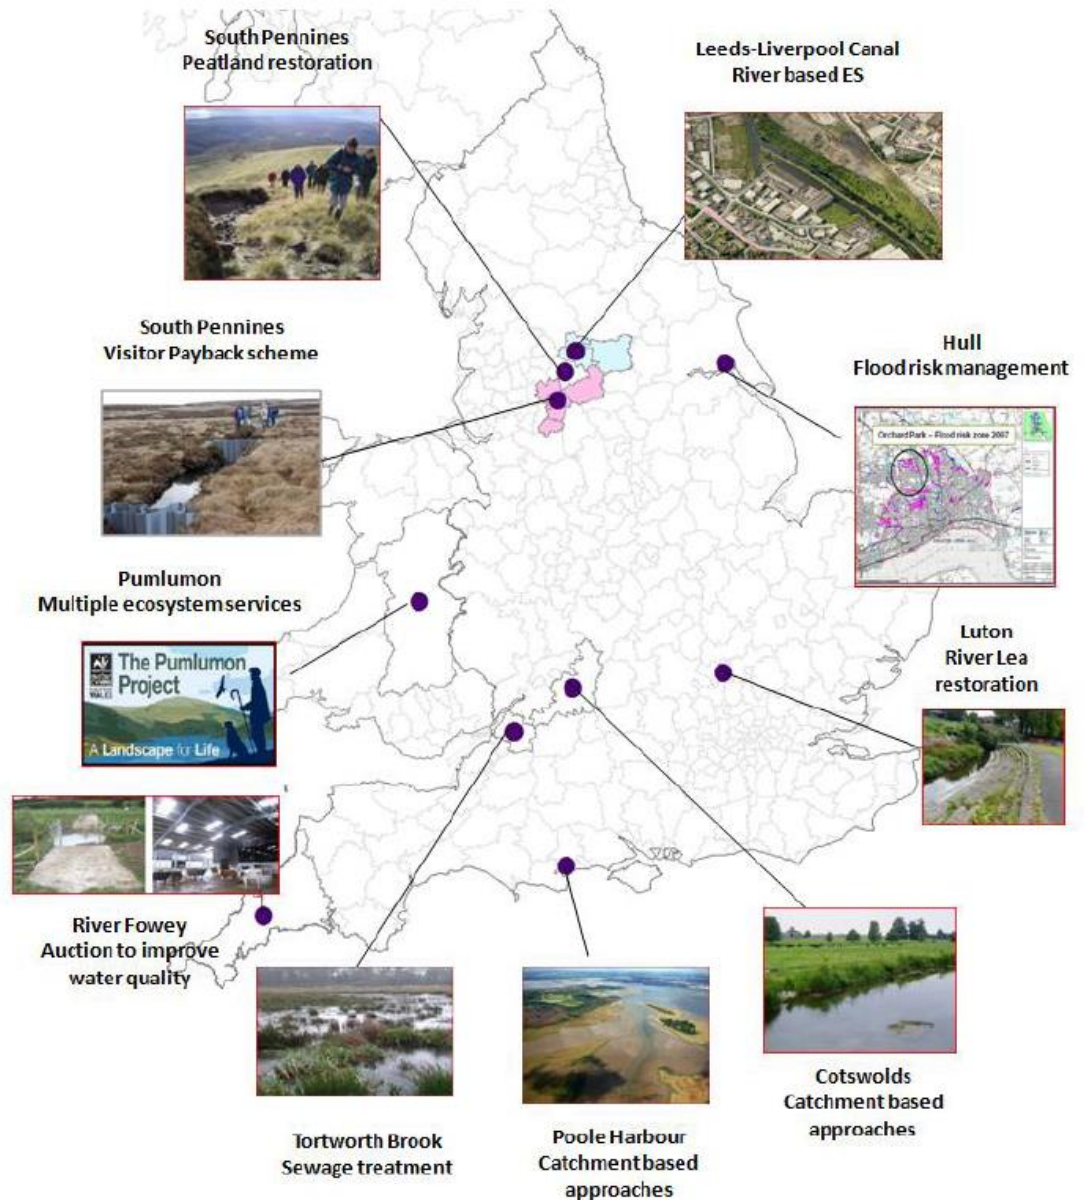 South Pennines
Peatland restoration
Leeds-Liverpool Canal
River based ES
South Pennines
Visitor Payback scheme
Hull
Flood risk management
Orchard Park – Flood risk zone 2007
Pumlumon
Multiple ecosystem services
The Pumlumon
Project
A Landscape for Life
Luton
River Lea
restoration
River Fowey
Auction to improve
water quality
Tortworth Brook
Sewage treatment
Poole Harbour
Catchment based
approaches
Cotswolds
Catchment based
approaches